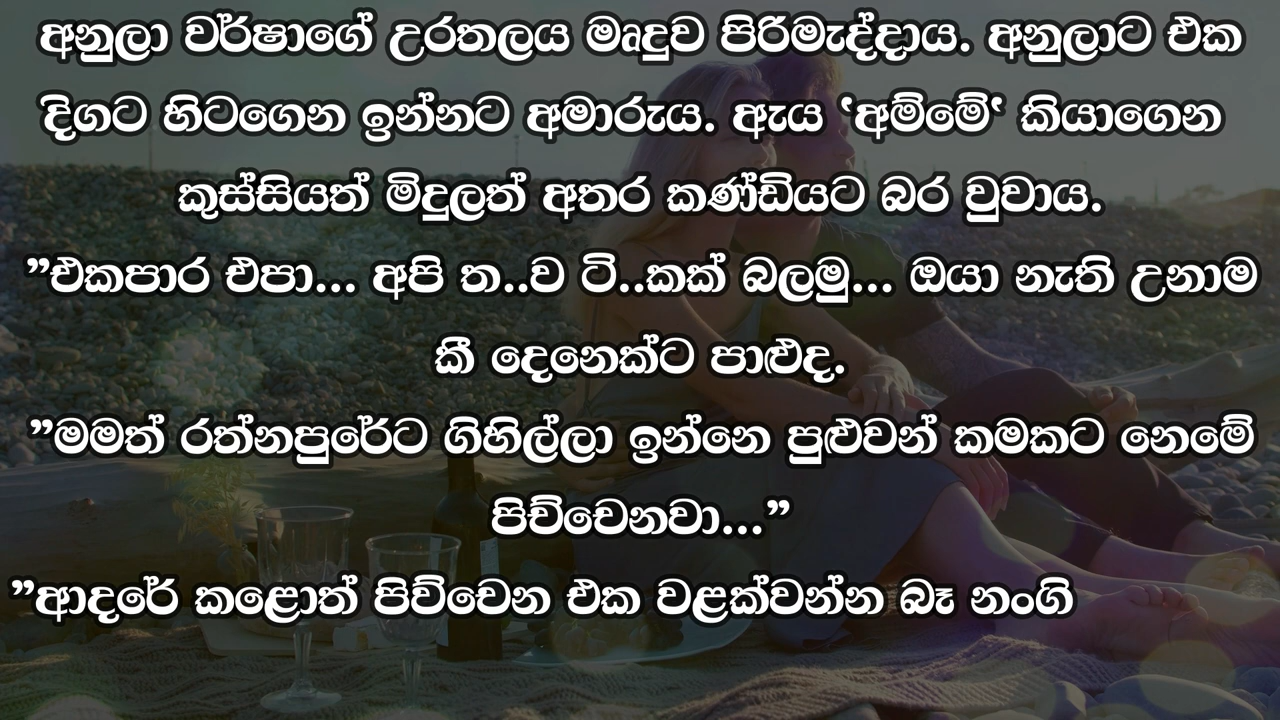 අනුලා වර්ෂාගේ උරතලය මෘදුව පිරිමැද්දාය. අනුලාට එක
දිගට හිටගෙන ඉන්නට අමාරුය. ඇය ‛අම්මේ‛ කියාගෙන
කුස්සියත් මිදුලත් අතර කණ්ඩියට බර වුවාය.
”එකපාර එපා... අපි ත..ව ටි..කක් බලමු... ඔයා නැති උනාම
කී දෙනෙක්ට පාළුද.
”මමත් රත්නපුරේට ගිහිල්ලා ඉන්නෙ පුළුවන් කමකට නෙමේ
පිච්චෙනවා...”
”ආදරේ කළොත් පිච්චෙන එක වළක්වන්න බෑ නංගි